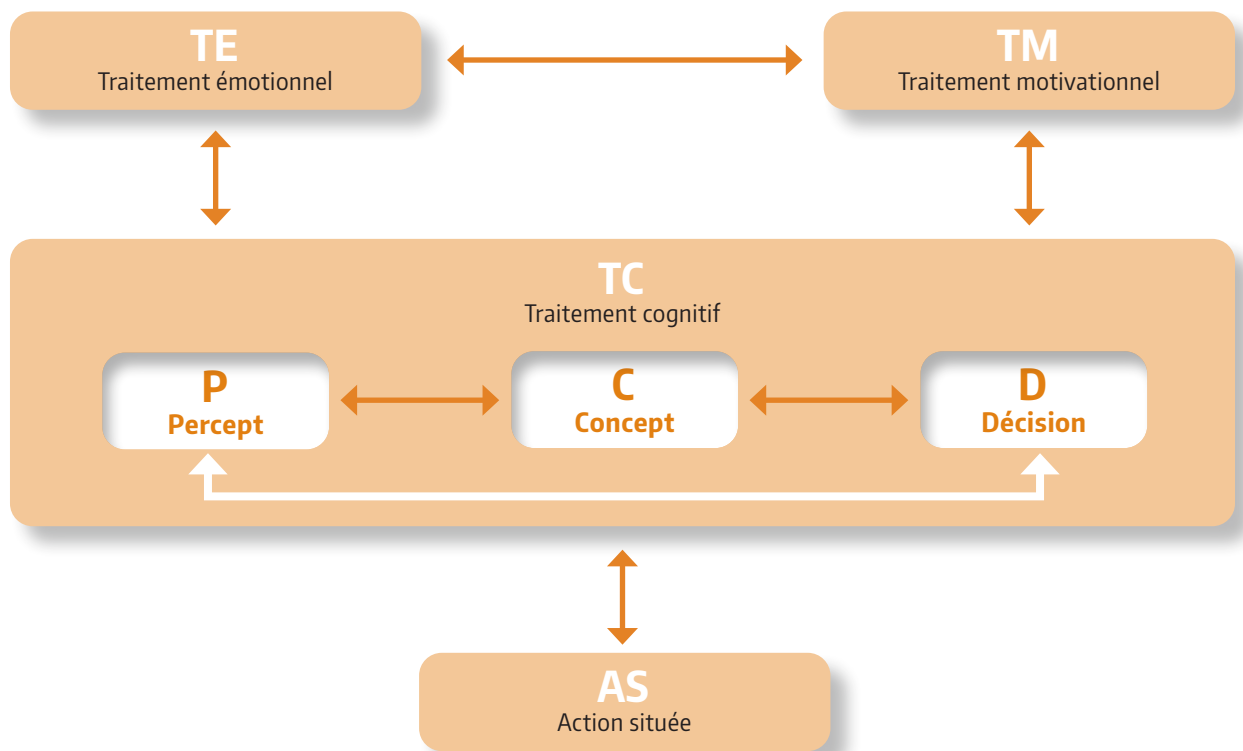 TE
Traitement émotionnel
TM
Traitement motivationnel
TC
Traitement cognitif
P
Percept
C
Concept
D
Décision
AS
Action située